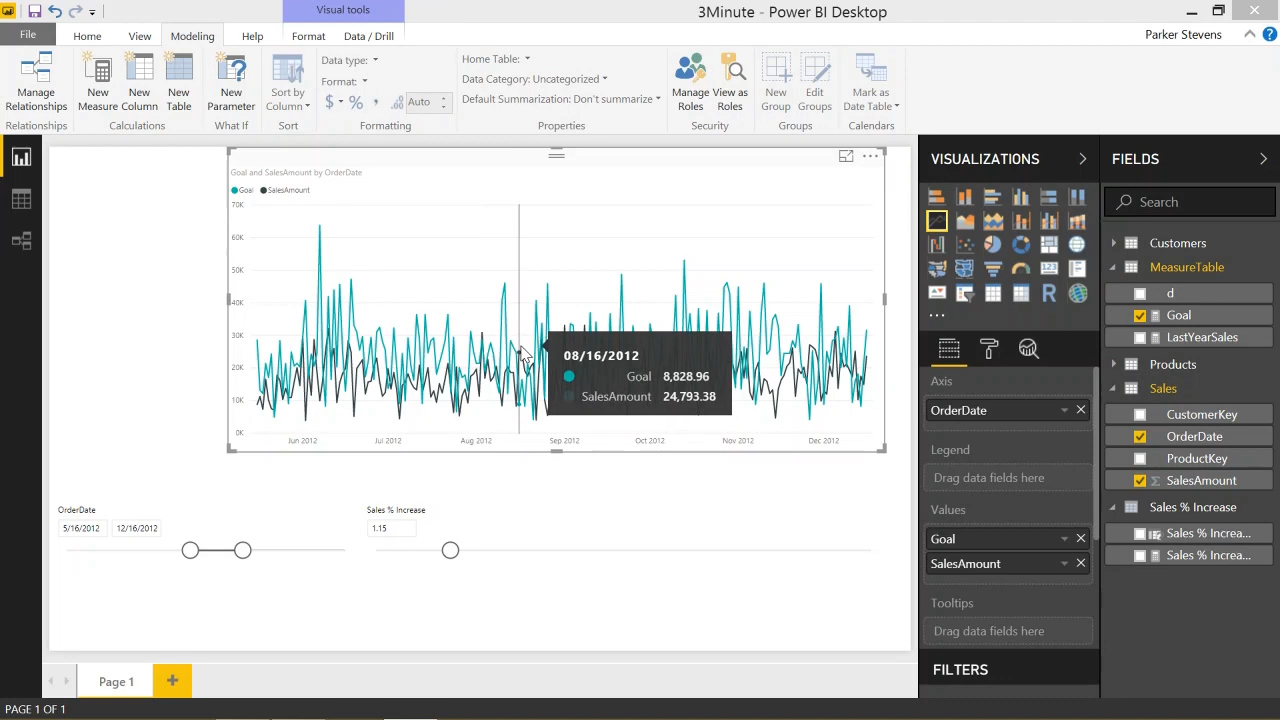 Visual tools
3Minute - Power BI Desktop
File Home View Modeling Help Format Data / Drill
Parker Stevens
Manage Relationships
New Measure
New Column
New Table
New Parameter
Sort by Column
Data type:
Format:
$ % , Auto
Home Table:
Data Category: Uncategorized
Default Summarization: Don't summarize
Manage Roles
View as Roles
New Group
Edit Groups
Mark as Date Table
Relationships Calculations What If Sort Formatting Properties Security Groups Calendars
Goal and SalesAmount by OrderDate
Goal SalesAmount
70K
60K
50K
40K
30K
20K
10K
0K
Jun 2012 Jul 2012 Aug 2012 Sep 2012 Oct 2012 Nov 2012 Dec 2012
08/16/2012
Goal 8,828.96
SalesAmount 24,793.38
OrderDate
5/16/2012 12/16/2012
Sales % Increase
1.15
VISUALIZATIONS
123
R
Axis
OrderDate
Legend
Drag data fields here
Values
Goal
SalesAmount
Tooltips
Drag data fields here
FILTERS
FIELDS
Search
Customers
MeasureTable
d
Goal
LastYearSales
Products
Sales
CustomerKey
OrderDate
ProductKey
Σ SalesAmount
Sales % Increase
Sales % Increa...
Sales % Increa...
Page 1
PAGE 1 OF 1